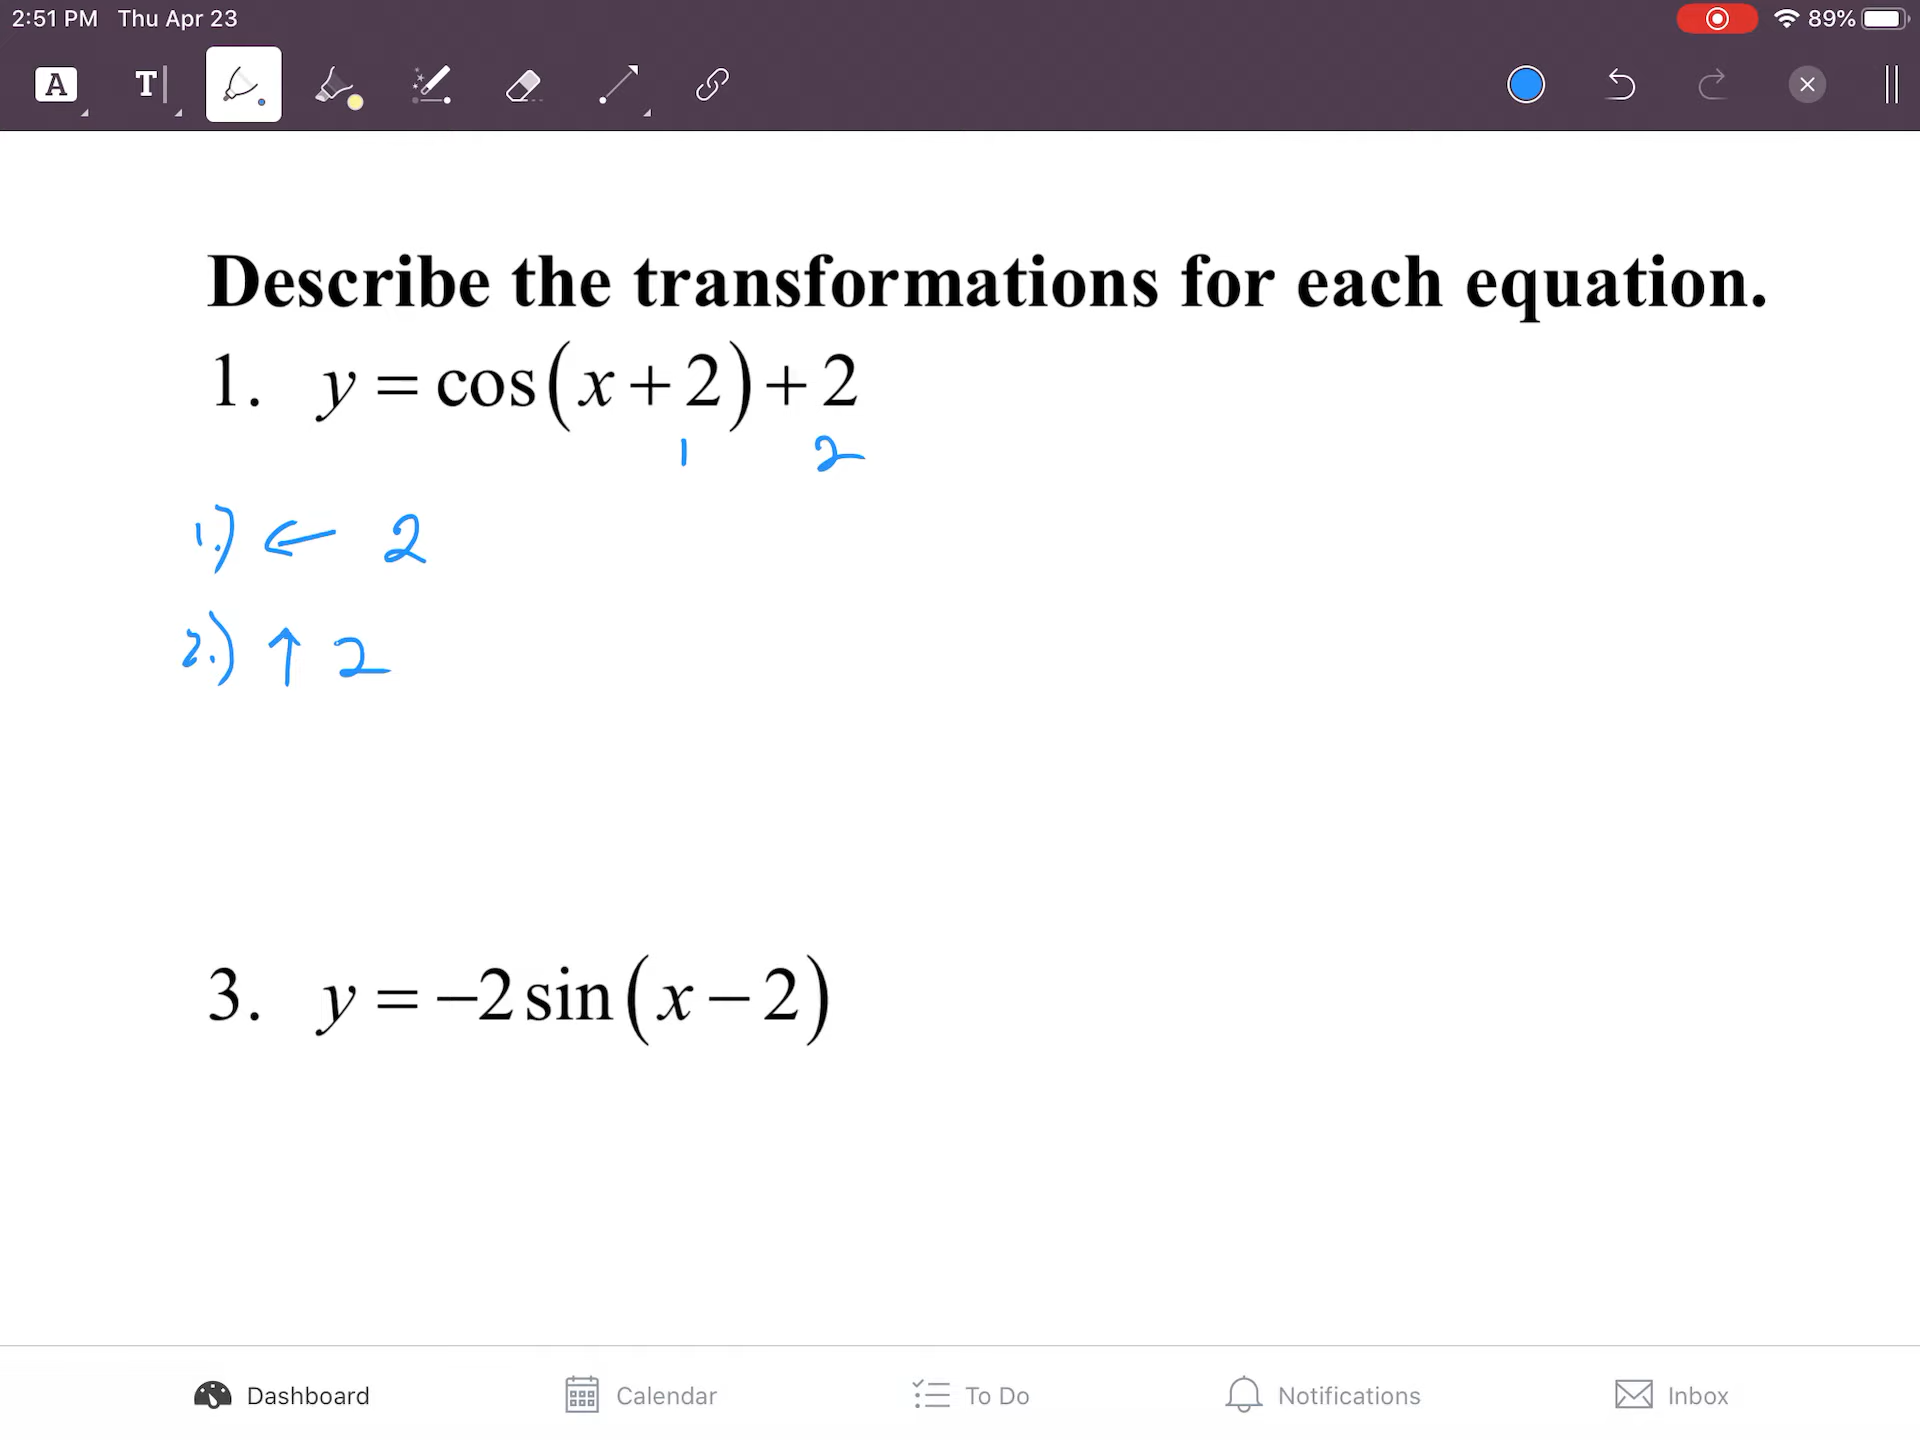 2:51 PM Thu Apr 23 89%
A T
Describe the transformations for each equation.
1. y = cos(x + 2) + 2
1 2
1.) ← 2
2.) ↑ 2
3. y = −2 sin(x − 2)
Dashboard Calendar To Do Notifications Inbox